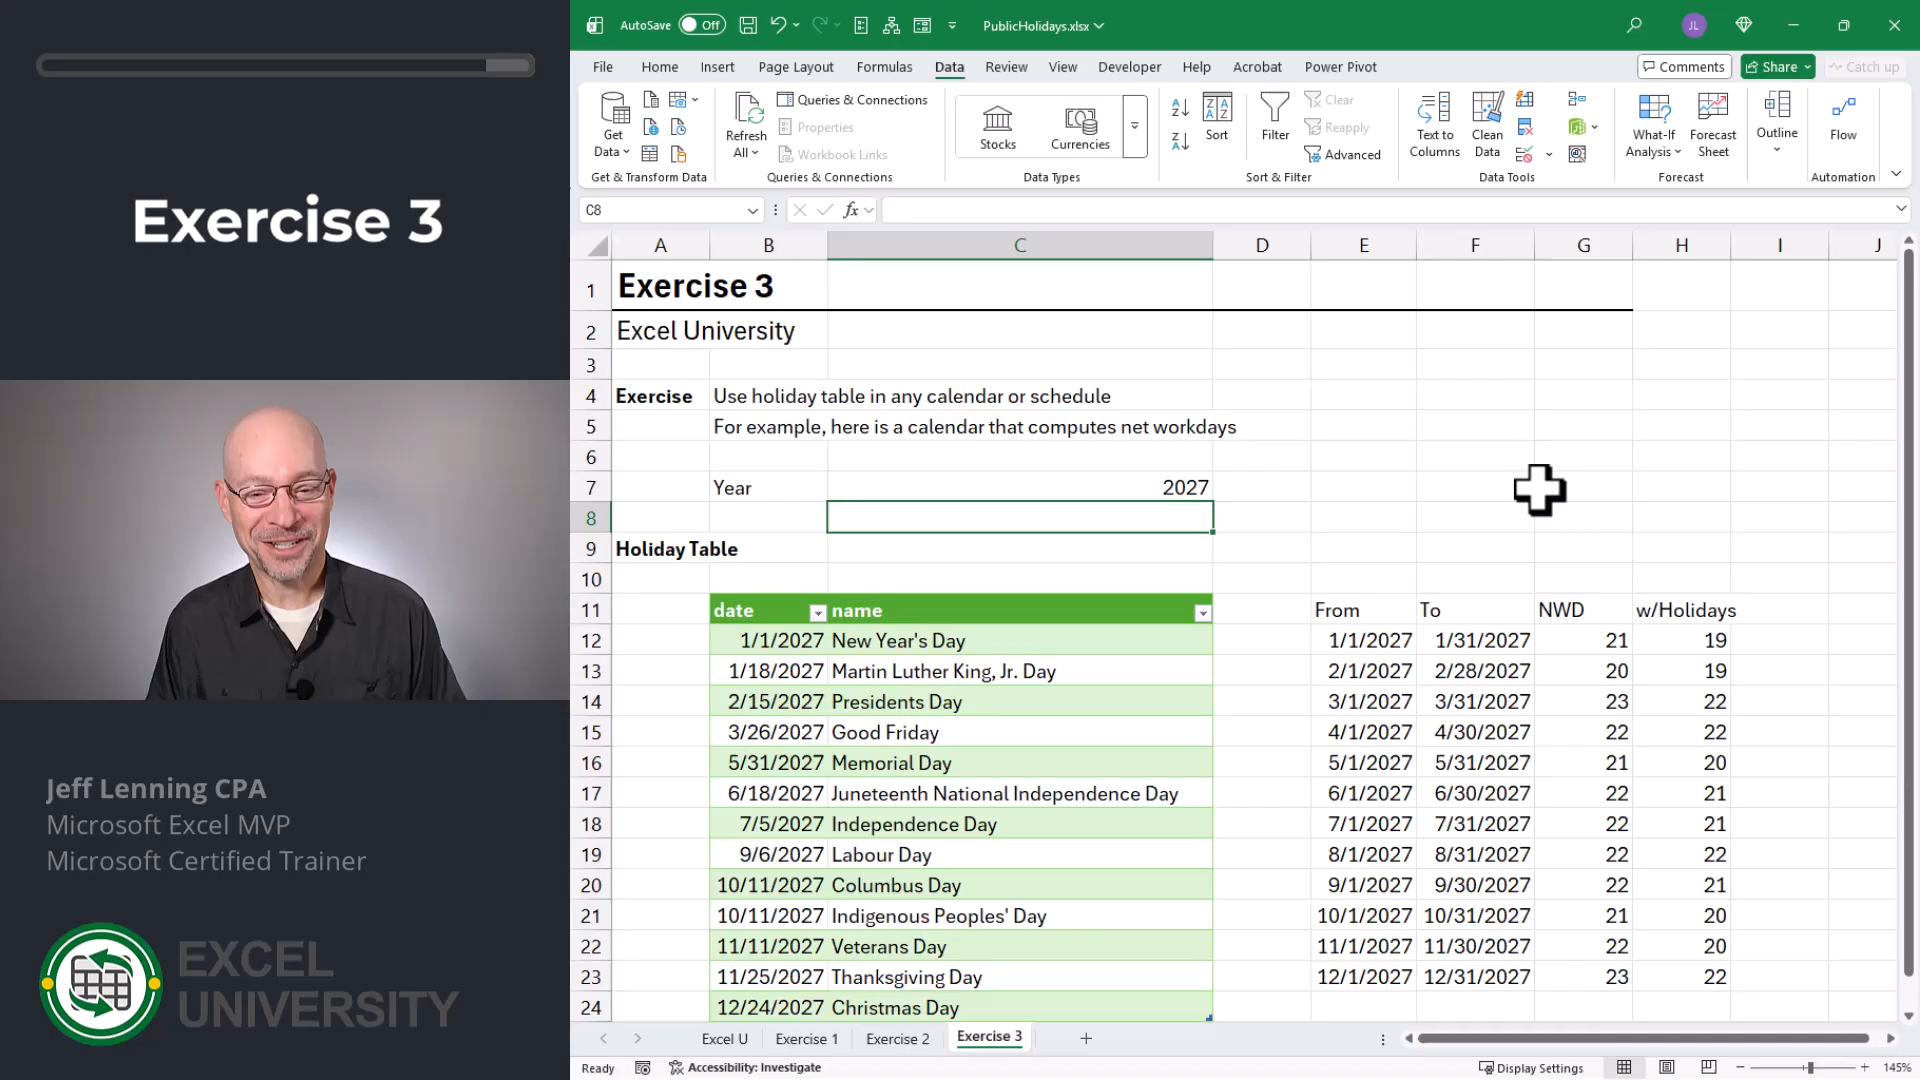 Exercise 3
Jeff Lenning CPA
Microsoft Excel MVP
Microsoft Certified Trainer
EXCEL
UNIVERSITY
AutoSave Off
PublicHolidays.xlsx
JL
File Home Insert Page Layout Formulas Data Review View Developer Help Acrobat Power Pivot
Comments Share Catch up
Get Data
Get & Transform Data
Refresh All
Queries & Connections
Properties
Workbook Links
Queries & Connections
Stocks
Currencies
Data Types
Sort
Filter
Clear
Reapply
Advanced
Sort & Filter
Text to Columns
Clean Data
Data Tools
What-If Analysis
Forecast Sheet
Forecast
Outline
Flow
Automation
C8
fx
A B C D E F G H I J
1 Exercise 3
2 Excel University
3
4 Exercise Use holiday table in any calendar or schedule
5 For example, here is a calendar that computes net workdays
6
7 Year 2027
8
9 Holiday Table
10
11 date name From To NWD w/Holidays
12 1/1/2027 New Year's Day 1/1/2027 1/31/2027 21 19
13 1/18/2027 Martin Luther King, Jr. Day 2/1/2027 2/28/2027 20 19
14 2/15/2027 Presidents Day 3/1/2027 3/31/2027 23 22
15 3/26/2027 Good Friday 4/1/2027 4/30/2027 22 22
16 5/31/2027 Memorial Day 5/1/2027 5/31/2027 21 20
17 6/18/2027 Juneteenth National Independence Day 6/1/2027 6/30/2027 22 21
18 7/5/2027 Independence Day 7/1/2027 7/31/2027 22 21
19 9/6/2027 Labour Day 8/1/2027 8/31/2027 22 22
20 10/11/2027 Columbus Day 9/1/2027 9/30/2027 22 21
21 10/11/2027 Indigenous Peoples' Day 10/1/2027 10/31/2027 21 20
22 11/11/2027 Veterans Day 11/1/2027 11/30/2027 22 20
23 11/25/2027 Thanksgiving Day 12/1/2027 12/31/2027 23 22
24 12/24/2027 Christmas Day
Excel U Exercise 1 Exercise 2 Exercise 3
Ready Accessibility: Investigate Display Settings 145%